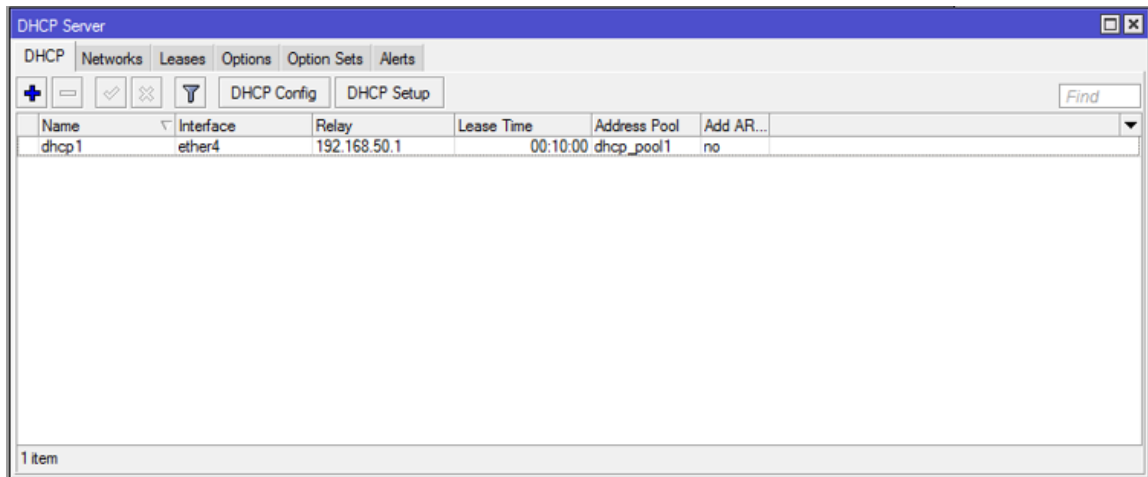 DHCP Server
DHCP Networks Leases Options Option Sets Alerts
DHCP Config DHCP Setup Find
Name Interface Relay Lease Time Address Pool Add AR...
dhcp1 ether4 192.168.50.1 00:10:00 dhcp_pool1 no
1 item